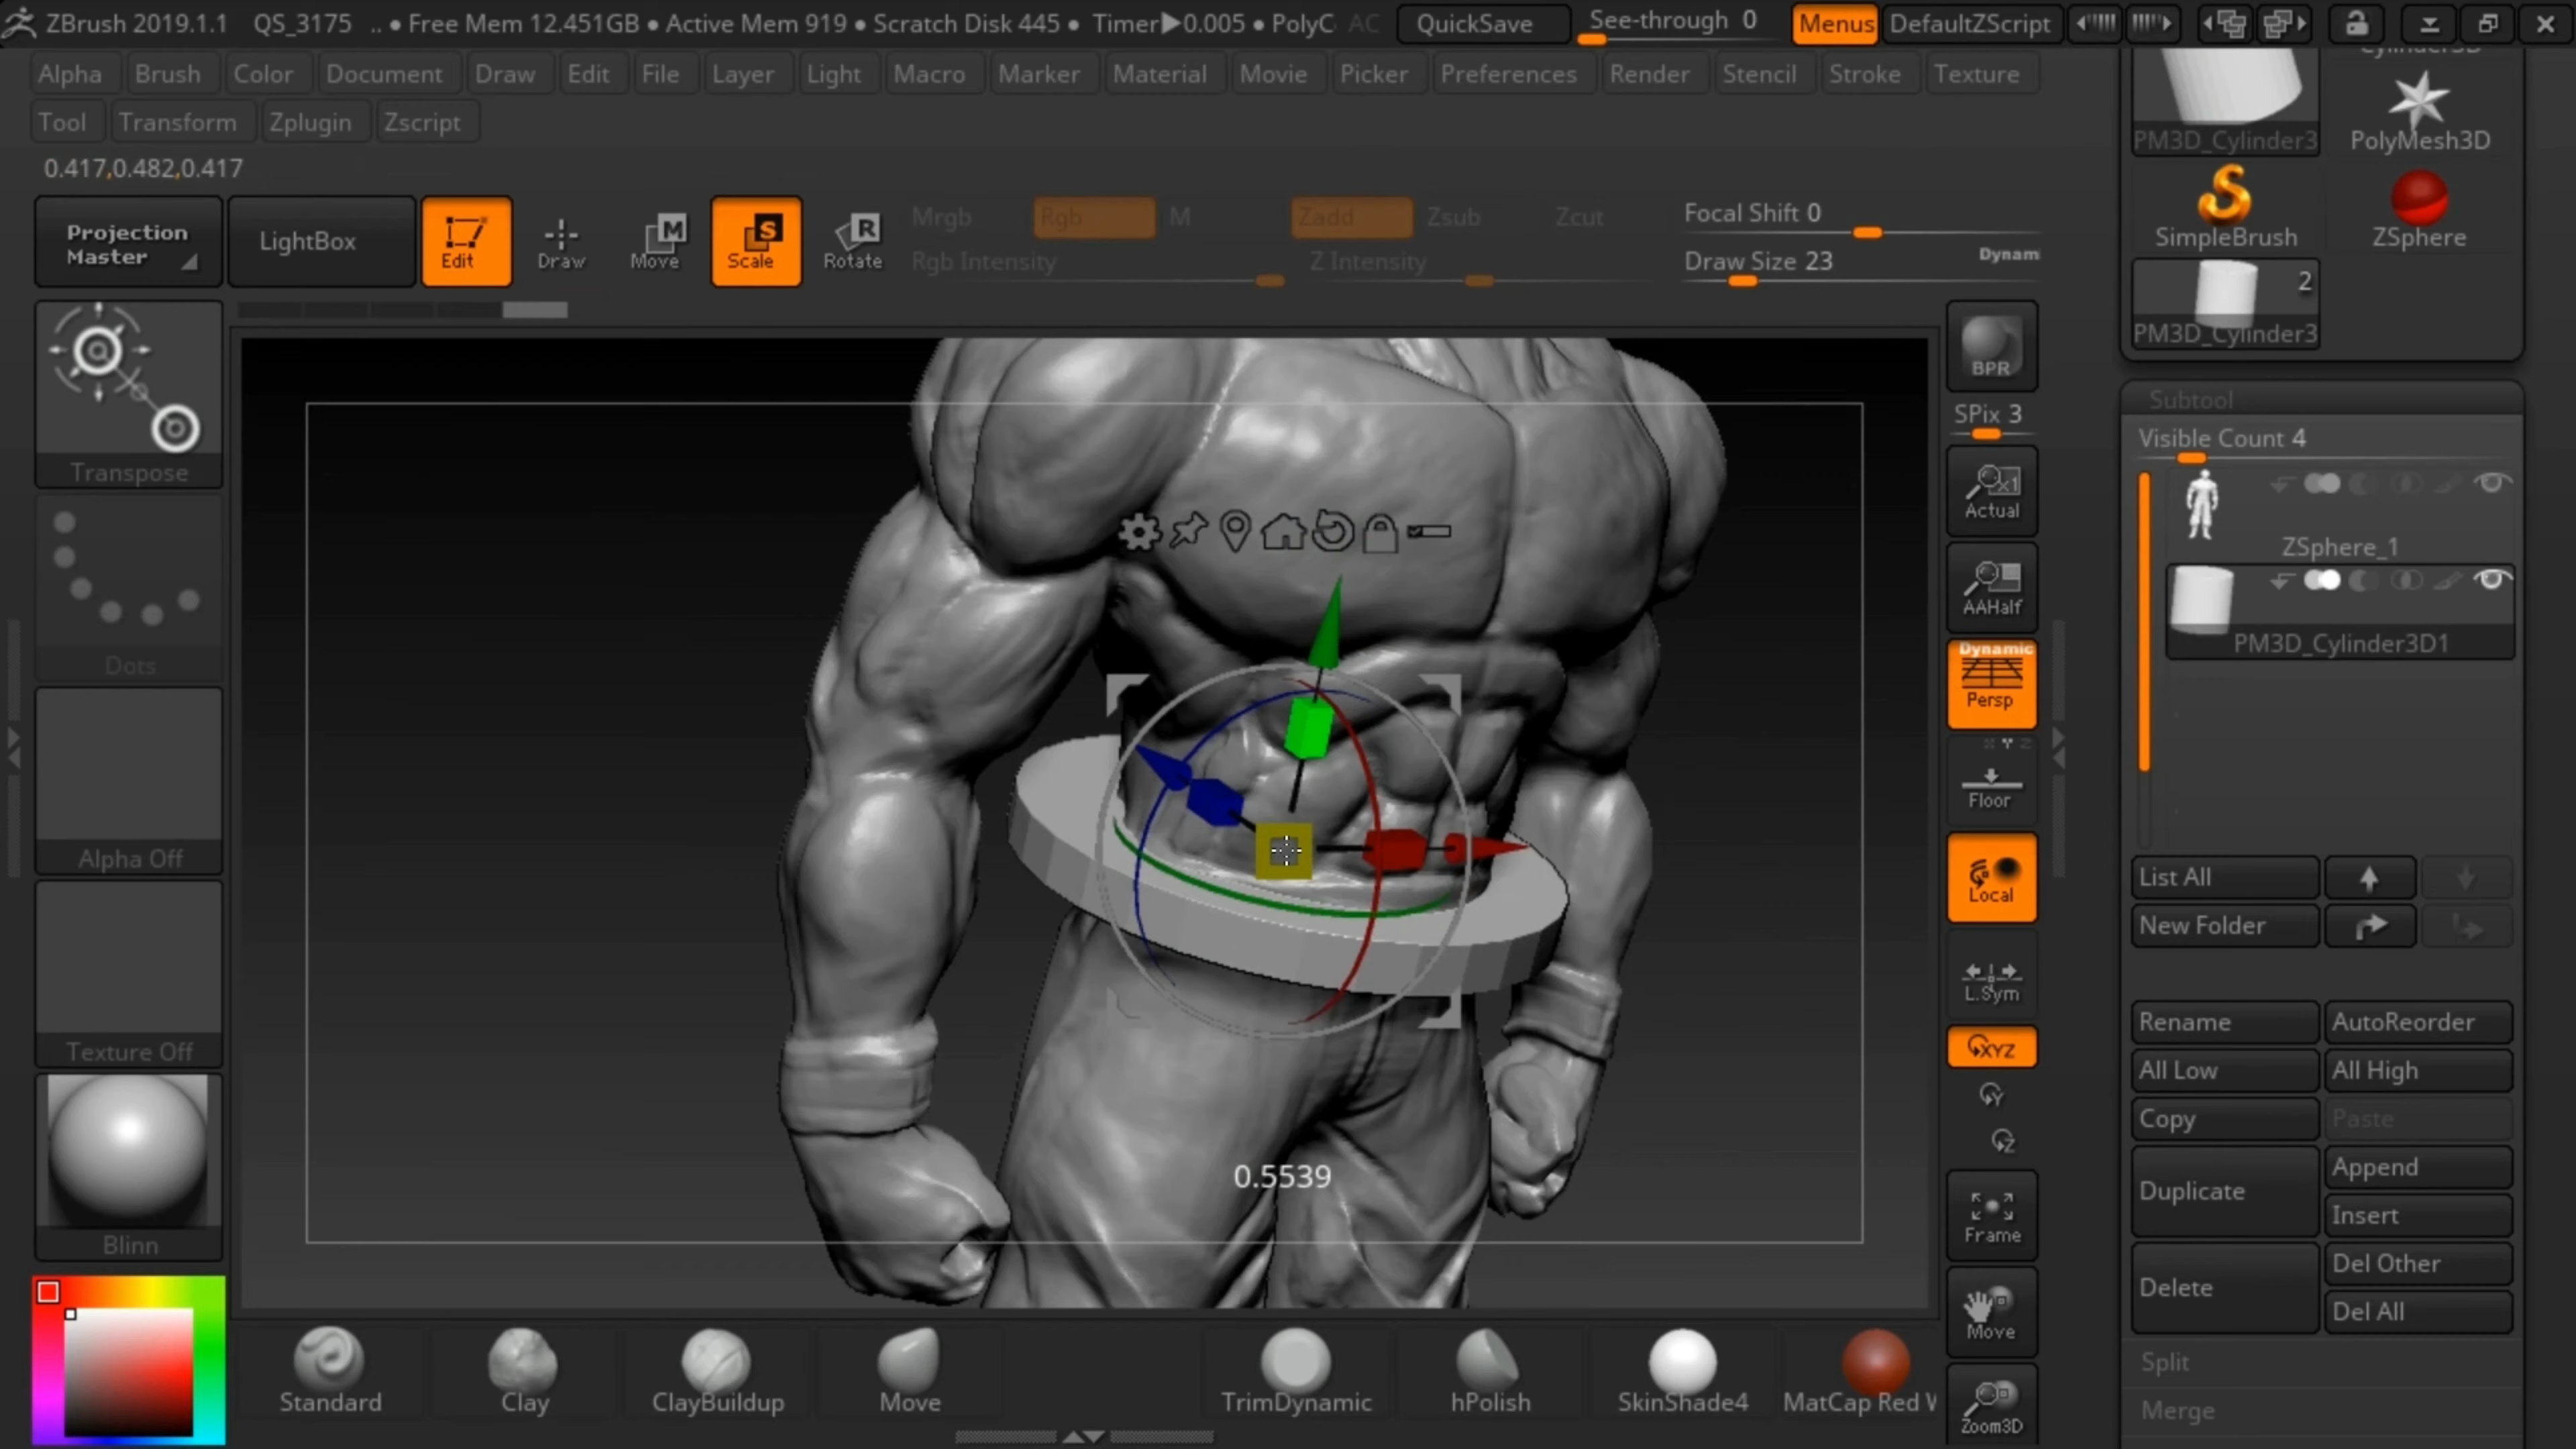 ZBrush 2019.1.1 QS_3175 .. • Free Mem 12.451GB • Active Mem 919 • Scratch Disk 445 • Timer▶0.005 • PolyC AC QuickSave See-through 0 Menus DefaultZScript
Alpha Brush Color Document Draw Edit File Layer Light Macro Marker Material Movie Picker Preferences Render Stencil Stroke Texture
Tool Transform Zplugin Zscript
0.417,0.482,0.417
Projection Master
LightBox
Edit
Draw
M
Move
S
Scale
R
Rotate
Mrgb Rgb M Zadd Zsub Zcut
Rgb Intensity Z Intensity
Focal Shift 0
Draw Size 23 Dynam
Transpose
Dots
Alpha Off
Texture Off
Blinn
0.5539
Standard Clay ClayBuildup Move TrimDynamic hPolish SkinShade4 MatCap Red W
BPR
SPix 3
x1
Actual
AAHalf
Dynamic
Persp
Floor
Local
L.Sym
XYZ
Y
Z
Frame
Move
Zoom3D
Cylinder3D
PM3D_Cylinder3 PolyMesh3D
SimpleBrush ZSphere
2
PM3D_Cylinder3
Subtool
Visible Count 4
ZSphere_1
PM3D_Cylinder3D1
List All
New Folder
Rename AutoReorder
All Low All High
Copy Paste
Duplicate Append
Insert
Delete Del Other
Del All
Split
Merge